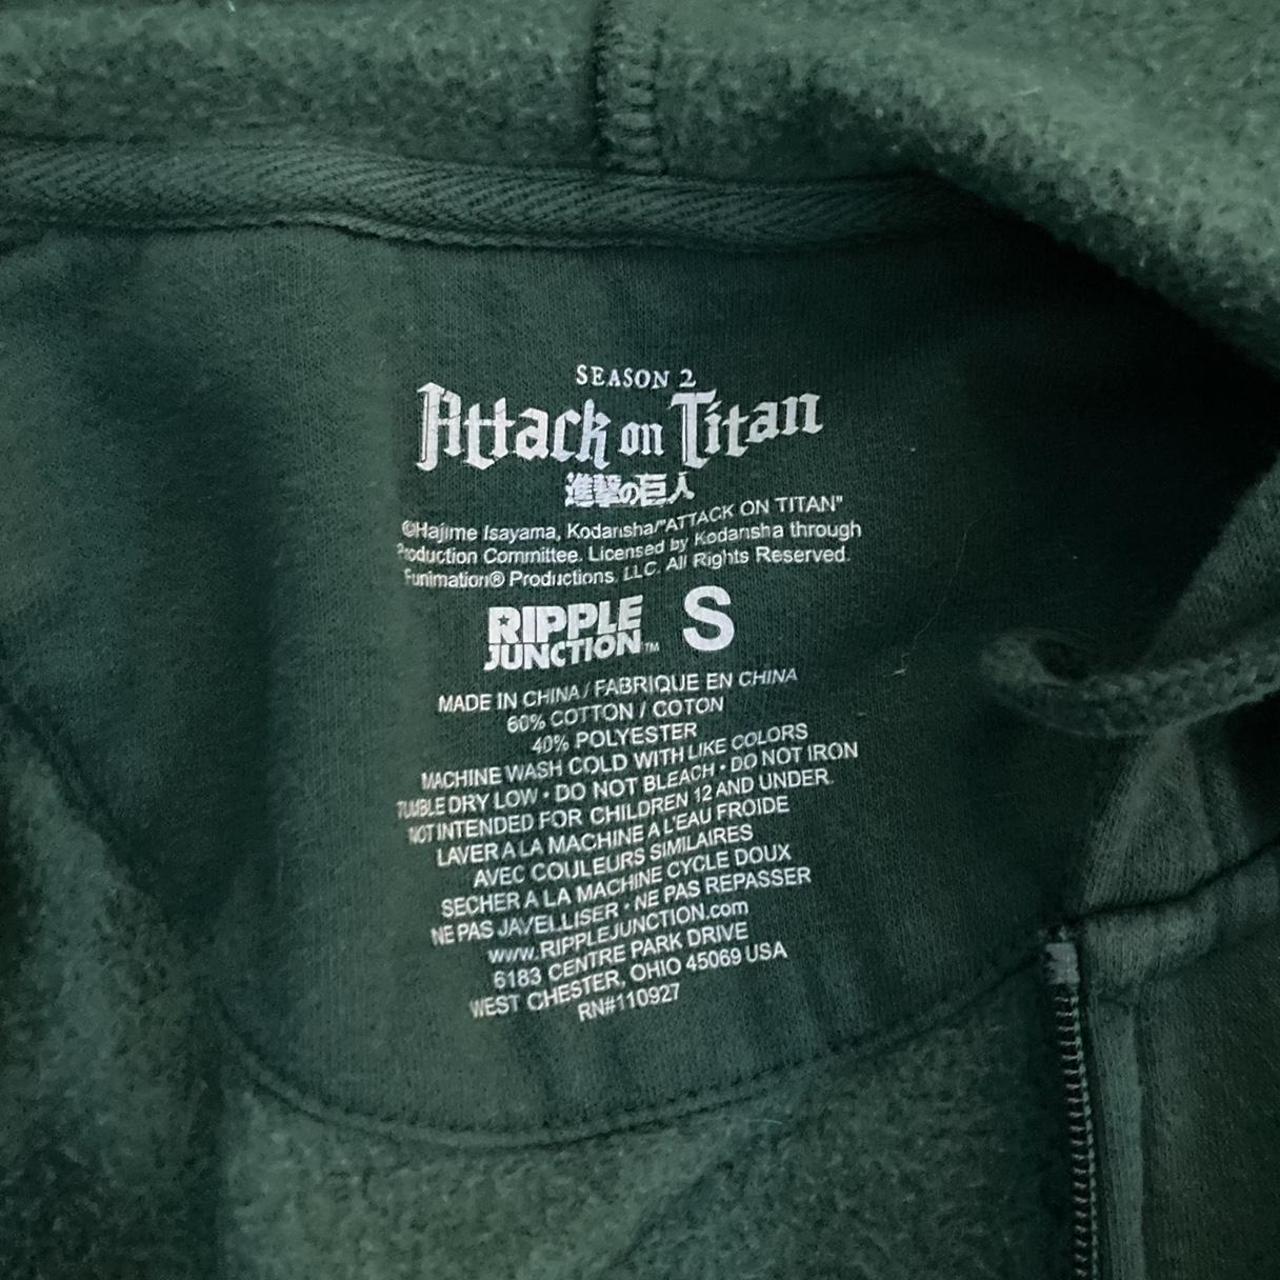 SEASON 2
Attack on Titan
進撃の巨人
©Hajime Isayama, Kodansha/"ATTACK ON TITAN"
Production Committee. Licensed by Kodansha through
Funimation® Productions, LLC. All Rights Reserved.
RIPPLE
JUNCTION™
S
MADE IN CHINA / FABRIQUE EN CHINA
60% COTTON / COTON
40% POLYESTER
MACHINE WASH COLD WITH LIKE COLORS
TUMBLE DRY LOW • DO NOT BLEACH • DO NOT IRON
NOT INTENDED FOR CHILDREN 12 AND UNDER.
LAVER A LA MACHINE A L'EAU FROIDE
AVEC COULEURS SIMILAIRES
SECHER A LA MACHINE CYCLE DOUX
NE PAS JAVELLISER • NE PAS REPASSER
www.RIPPLEJUNCTION.com
6183 CENTRE PARK DRIVE
WEST CHESTER, OHIO 45069 USA
RN#110927